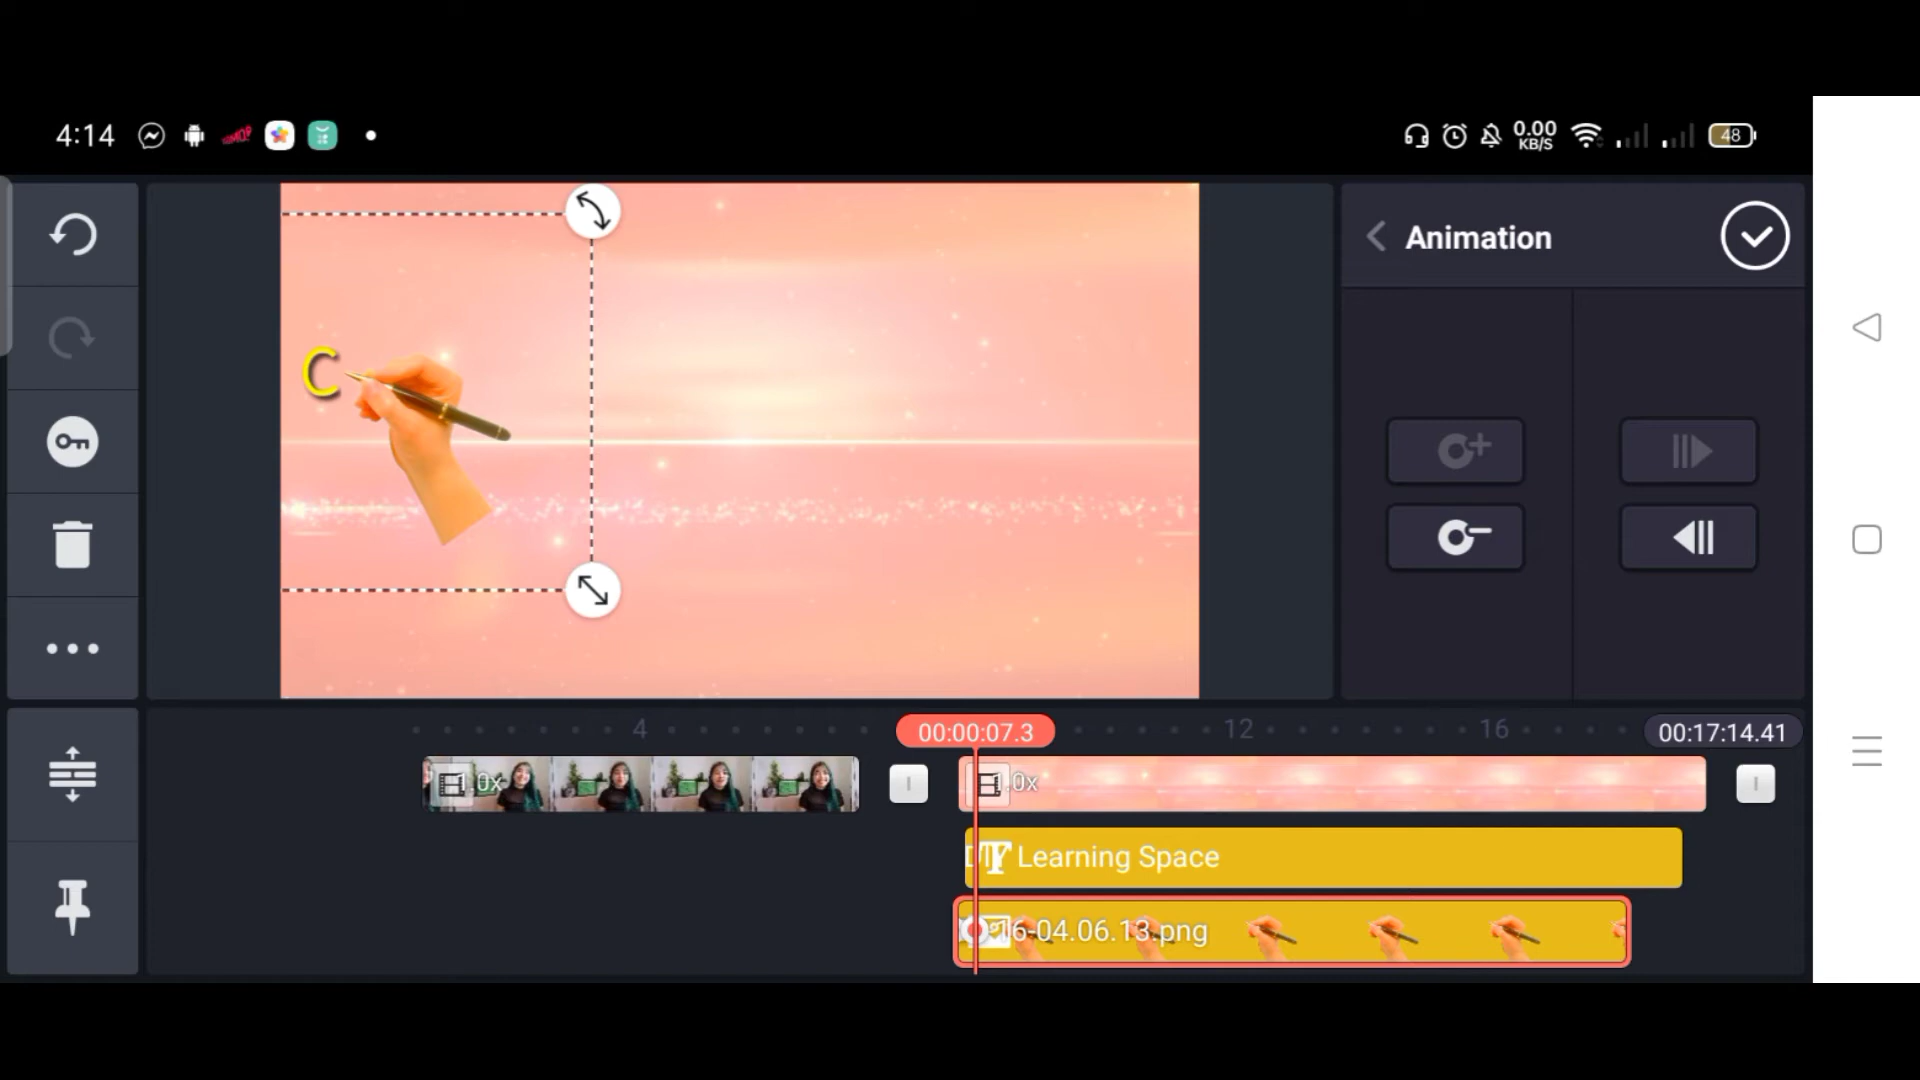 4:14
0.00
KB/S
48
Animation
C
4
00:00:07.3
12
16
00:17:14.41
1.0x
1.0x
Learning Space
16-04.06.13.png